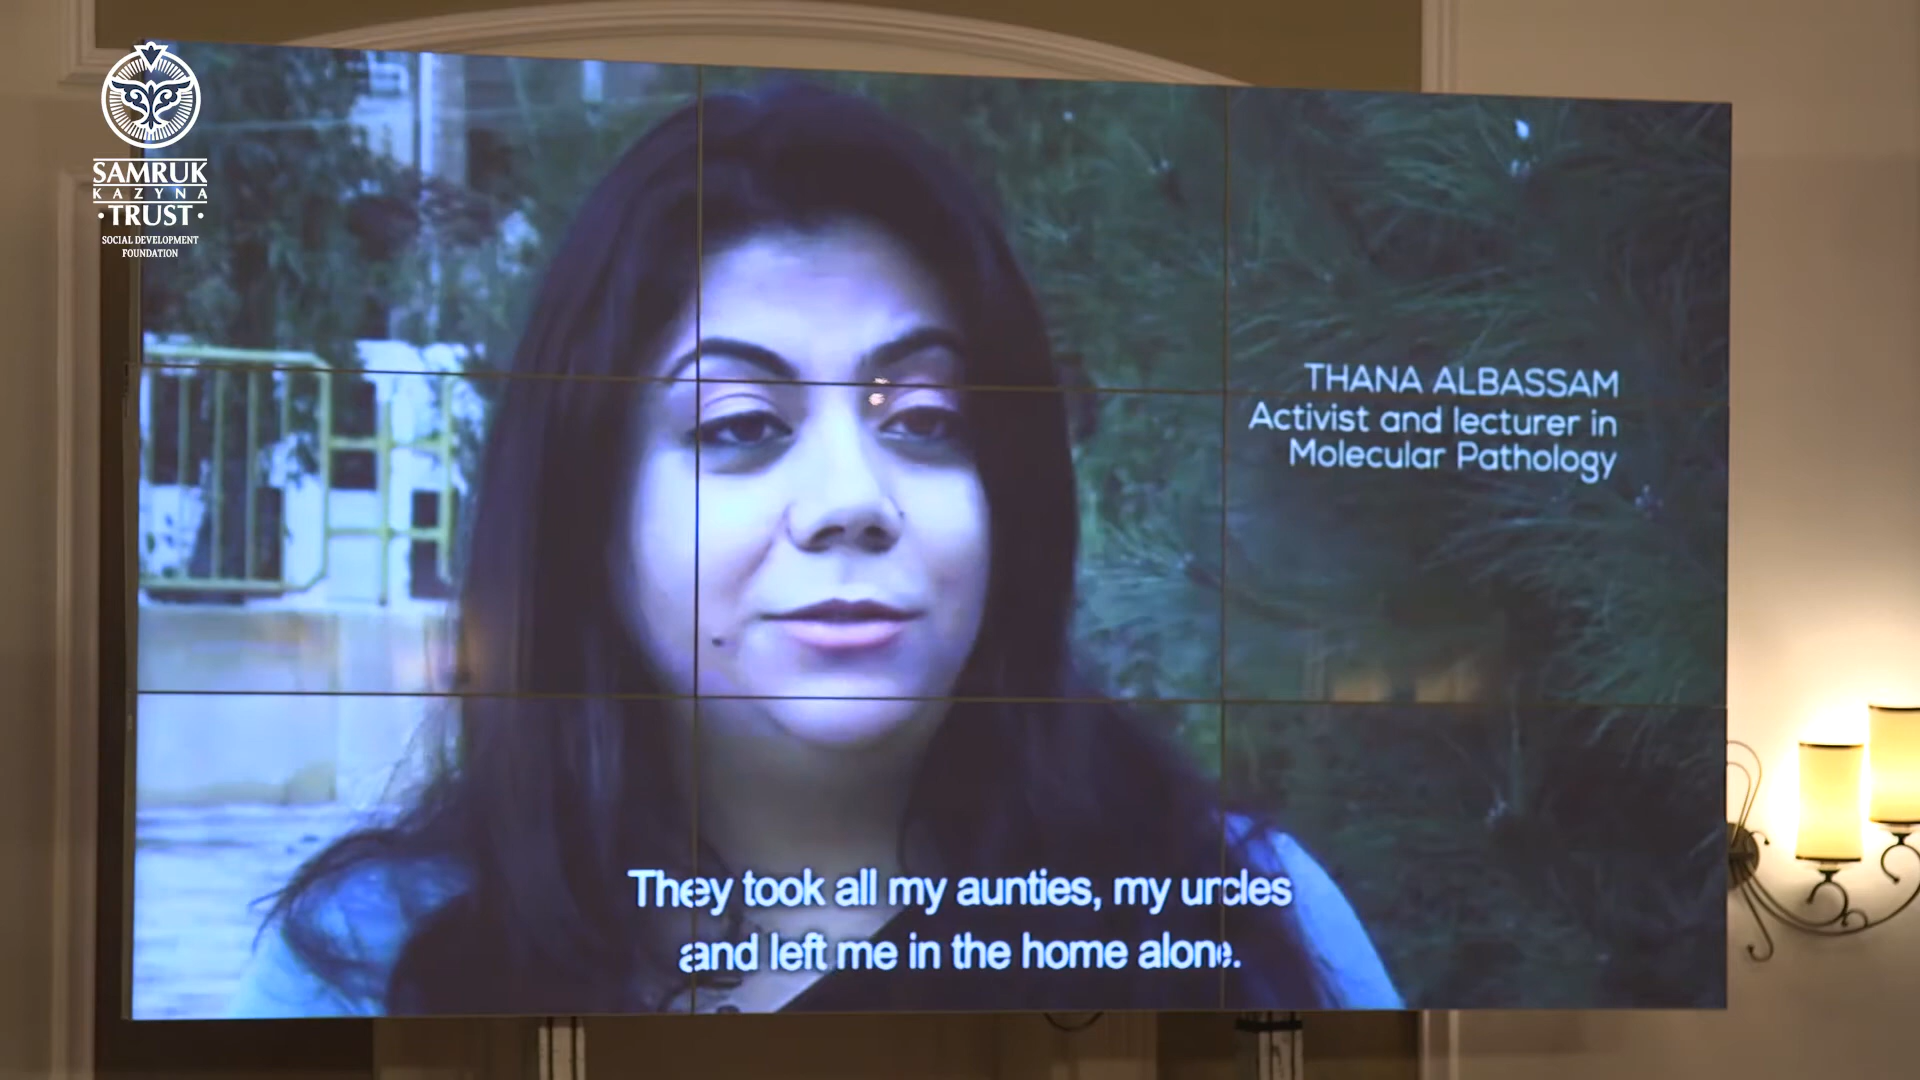 SAMRUK
KAZYNA
•TRUST•
SOCIAL DEVELOPMENT
FOUNDATION
THANA ALBASSAM
Activist and lecturer in
Molecular Pathology
They took all my aunties, my uncles
and left me in the home alone.